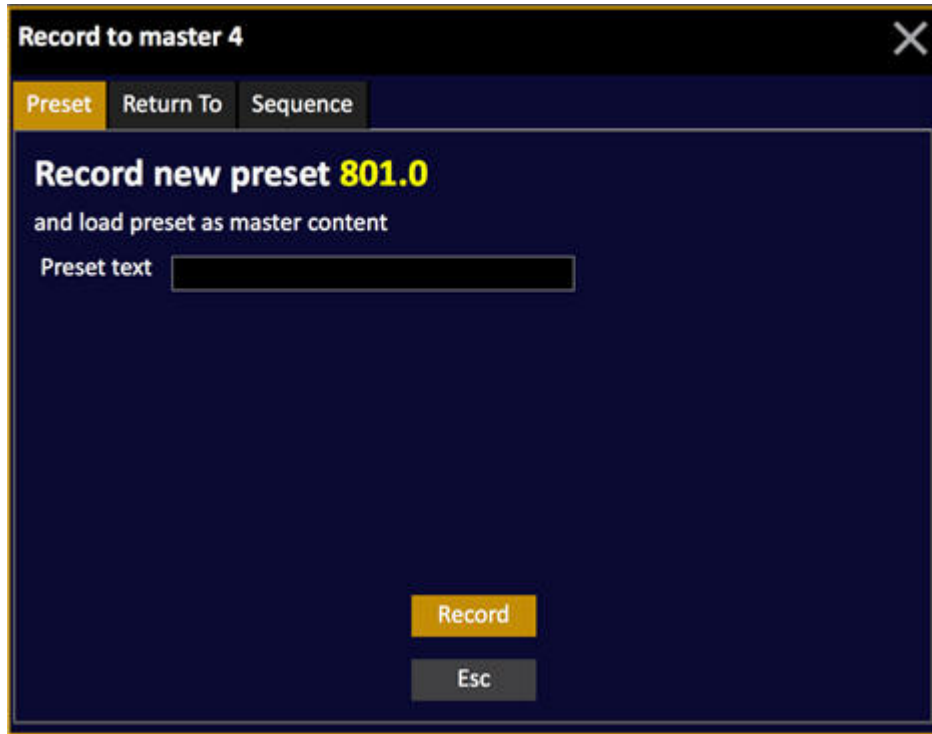 Record to master 4
Preset Return To Sequence
Record new preset 801.0
and load preset as master content
Preset text
Record
Esc